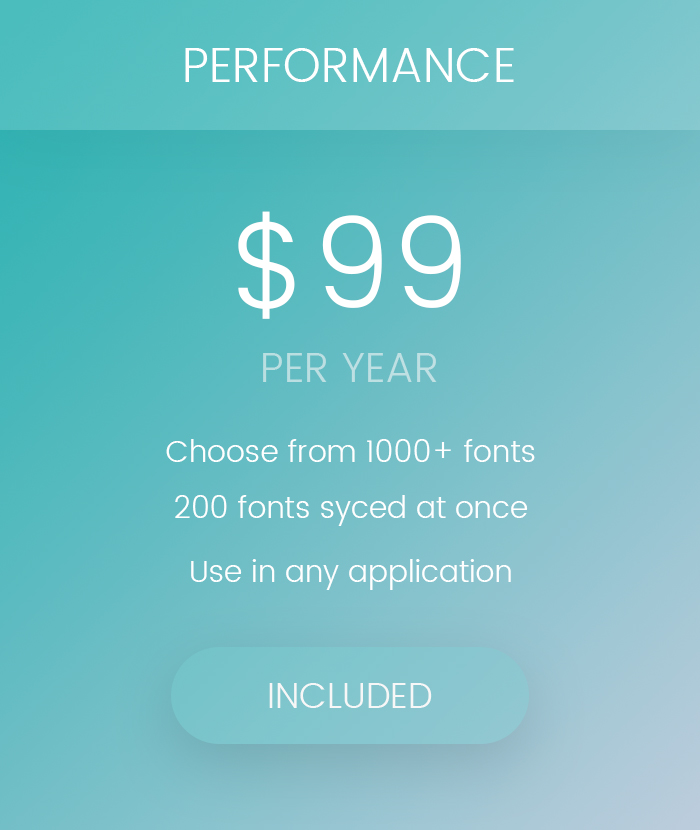 PERFORMANCE
$99
PER YEAR
Choose from 1000+ fonts
200 fonts syced at once
Use in any application
INCLUDED